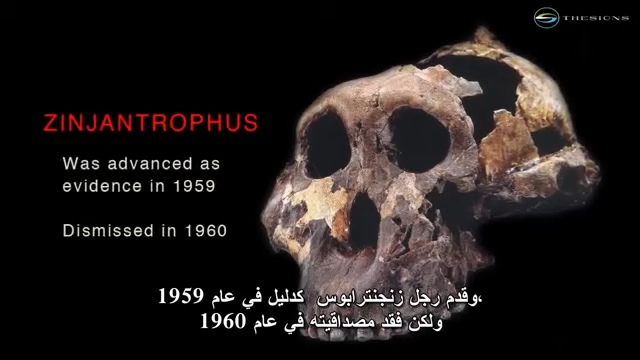 THESIGNS
ZINJANTROPHUS
Was advanced as
evidence in 1959
Dismissed in 1960
وقدم رجل زنجنترابوس كدليل في عام 1959،
ولكن فقد مصداقيته في عام 1960